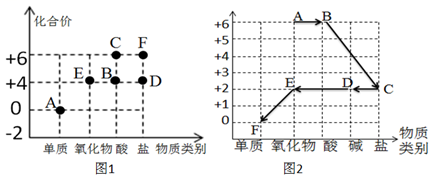 化合价
+6
+4
0
-2
C F
E B D
A
单质 氧化物 酸 盐 物质类别
图1
+6
+5
+4
+3
+2
+1
0
A B
E D C
F
单质 氧化物 酸 碱 盐
物质
类别
图2